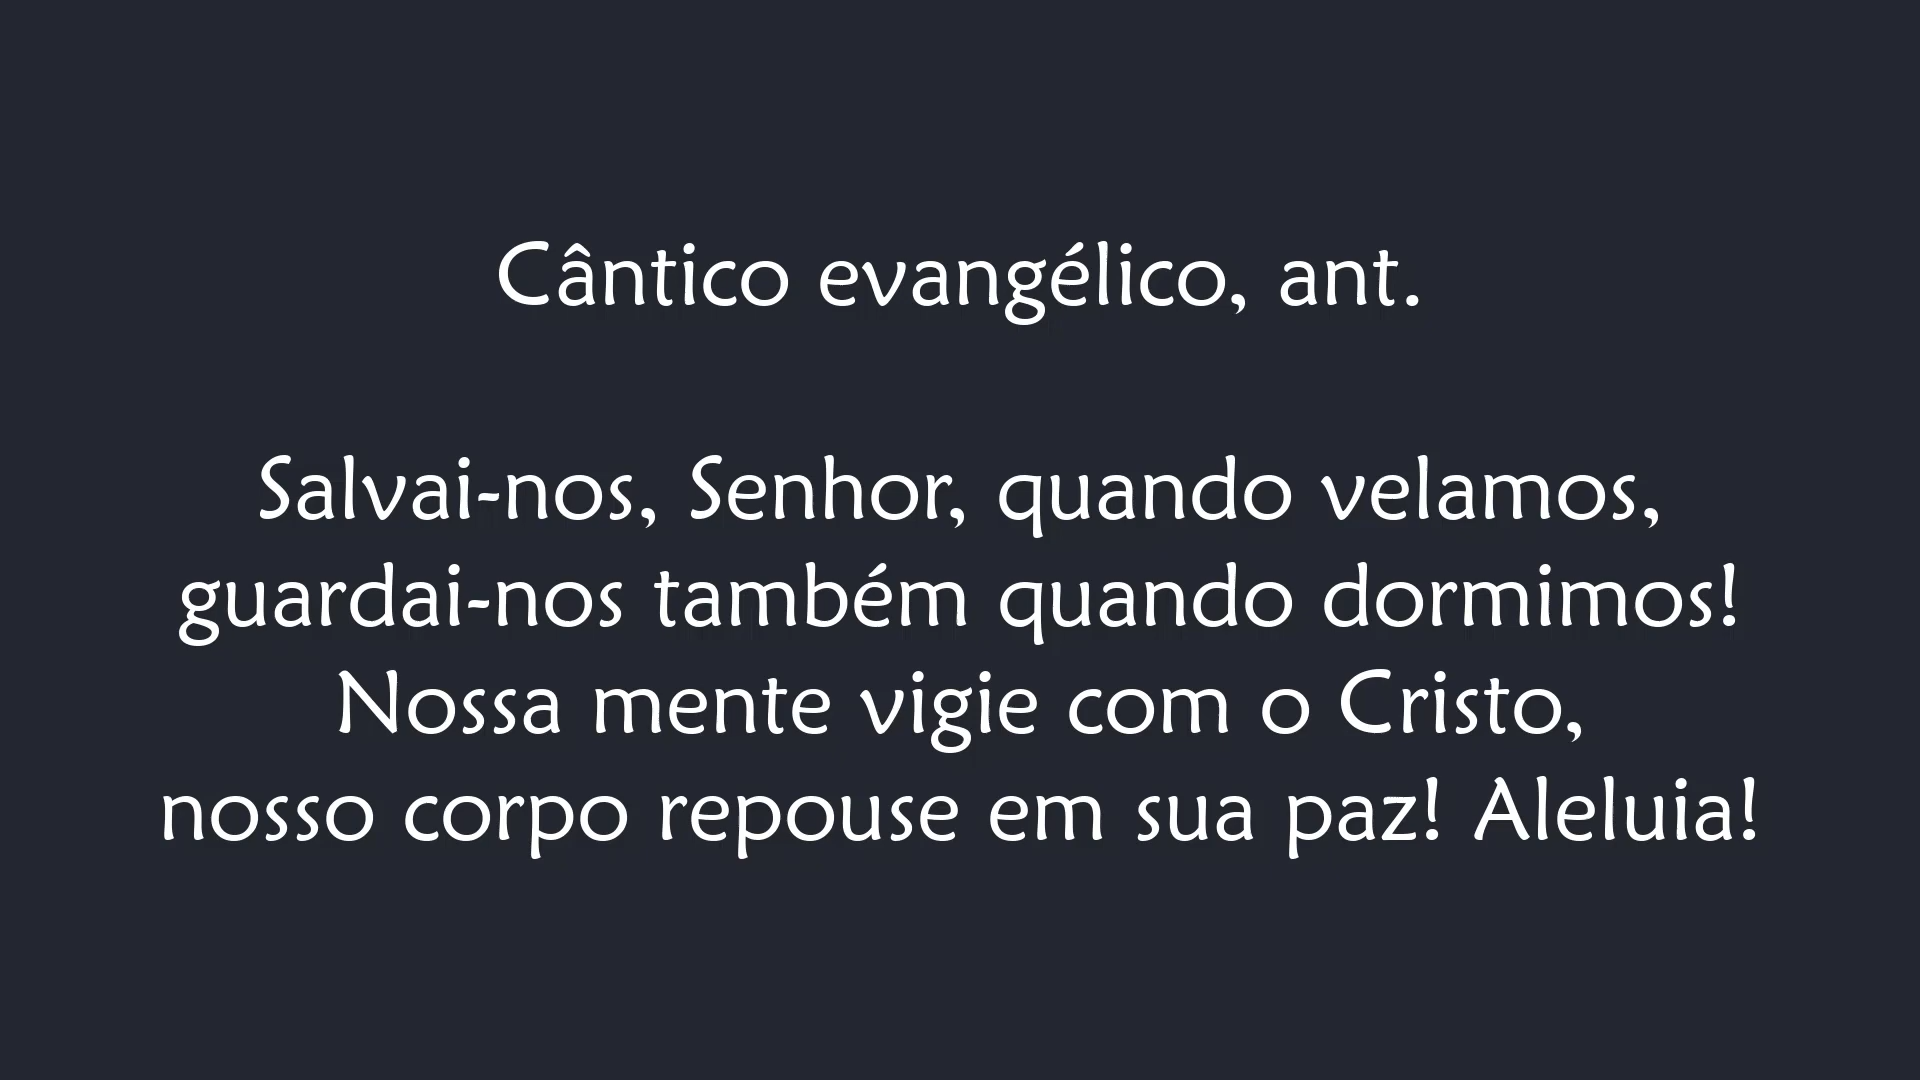 Cântico evangélico, ant.
Salvai-nos, Senhor, quando velamos,
guardai-nos também quando dormimos!
Nossa mente vigie com o Cristo,
nosso corpo repouse em sua paz! Aleluia!